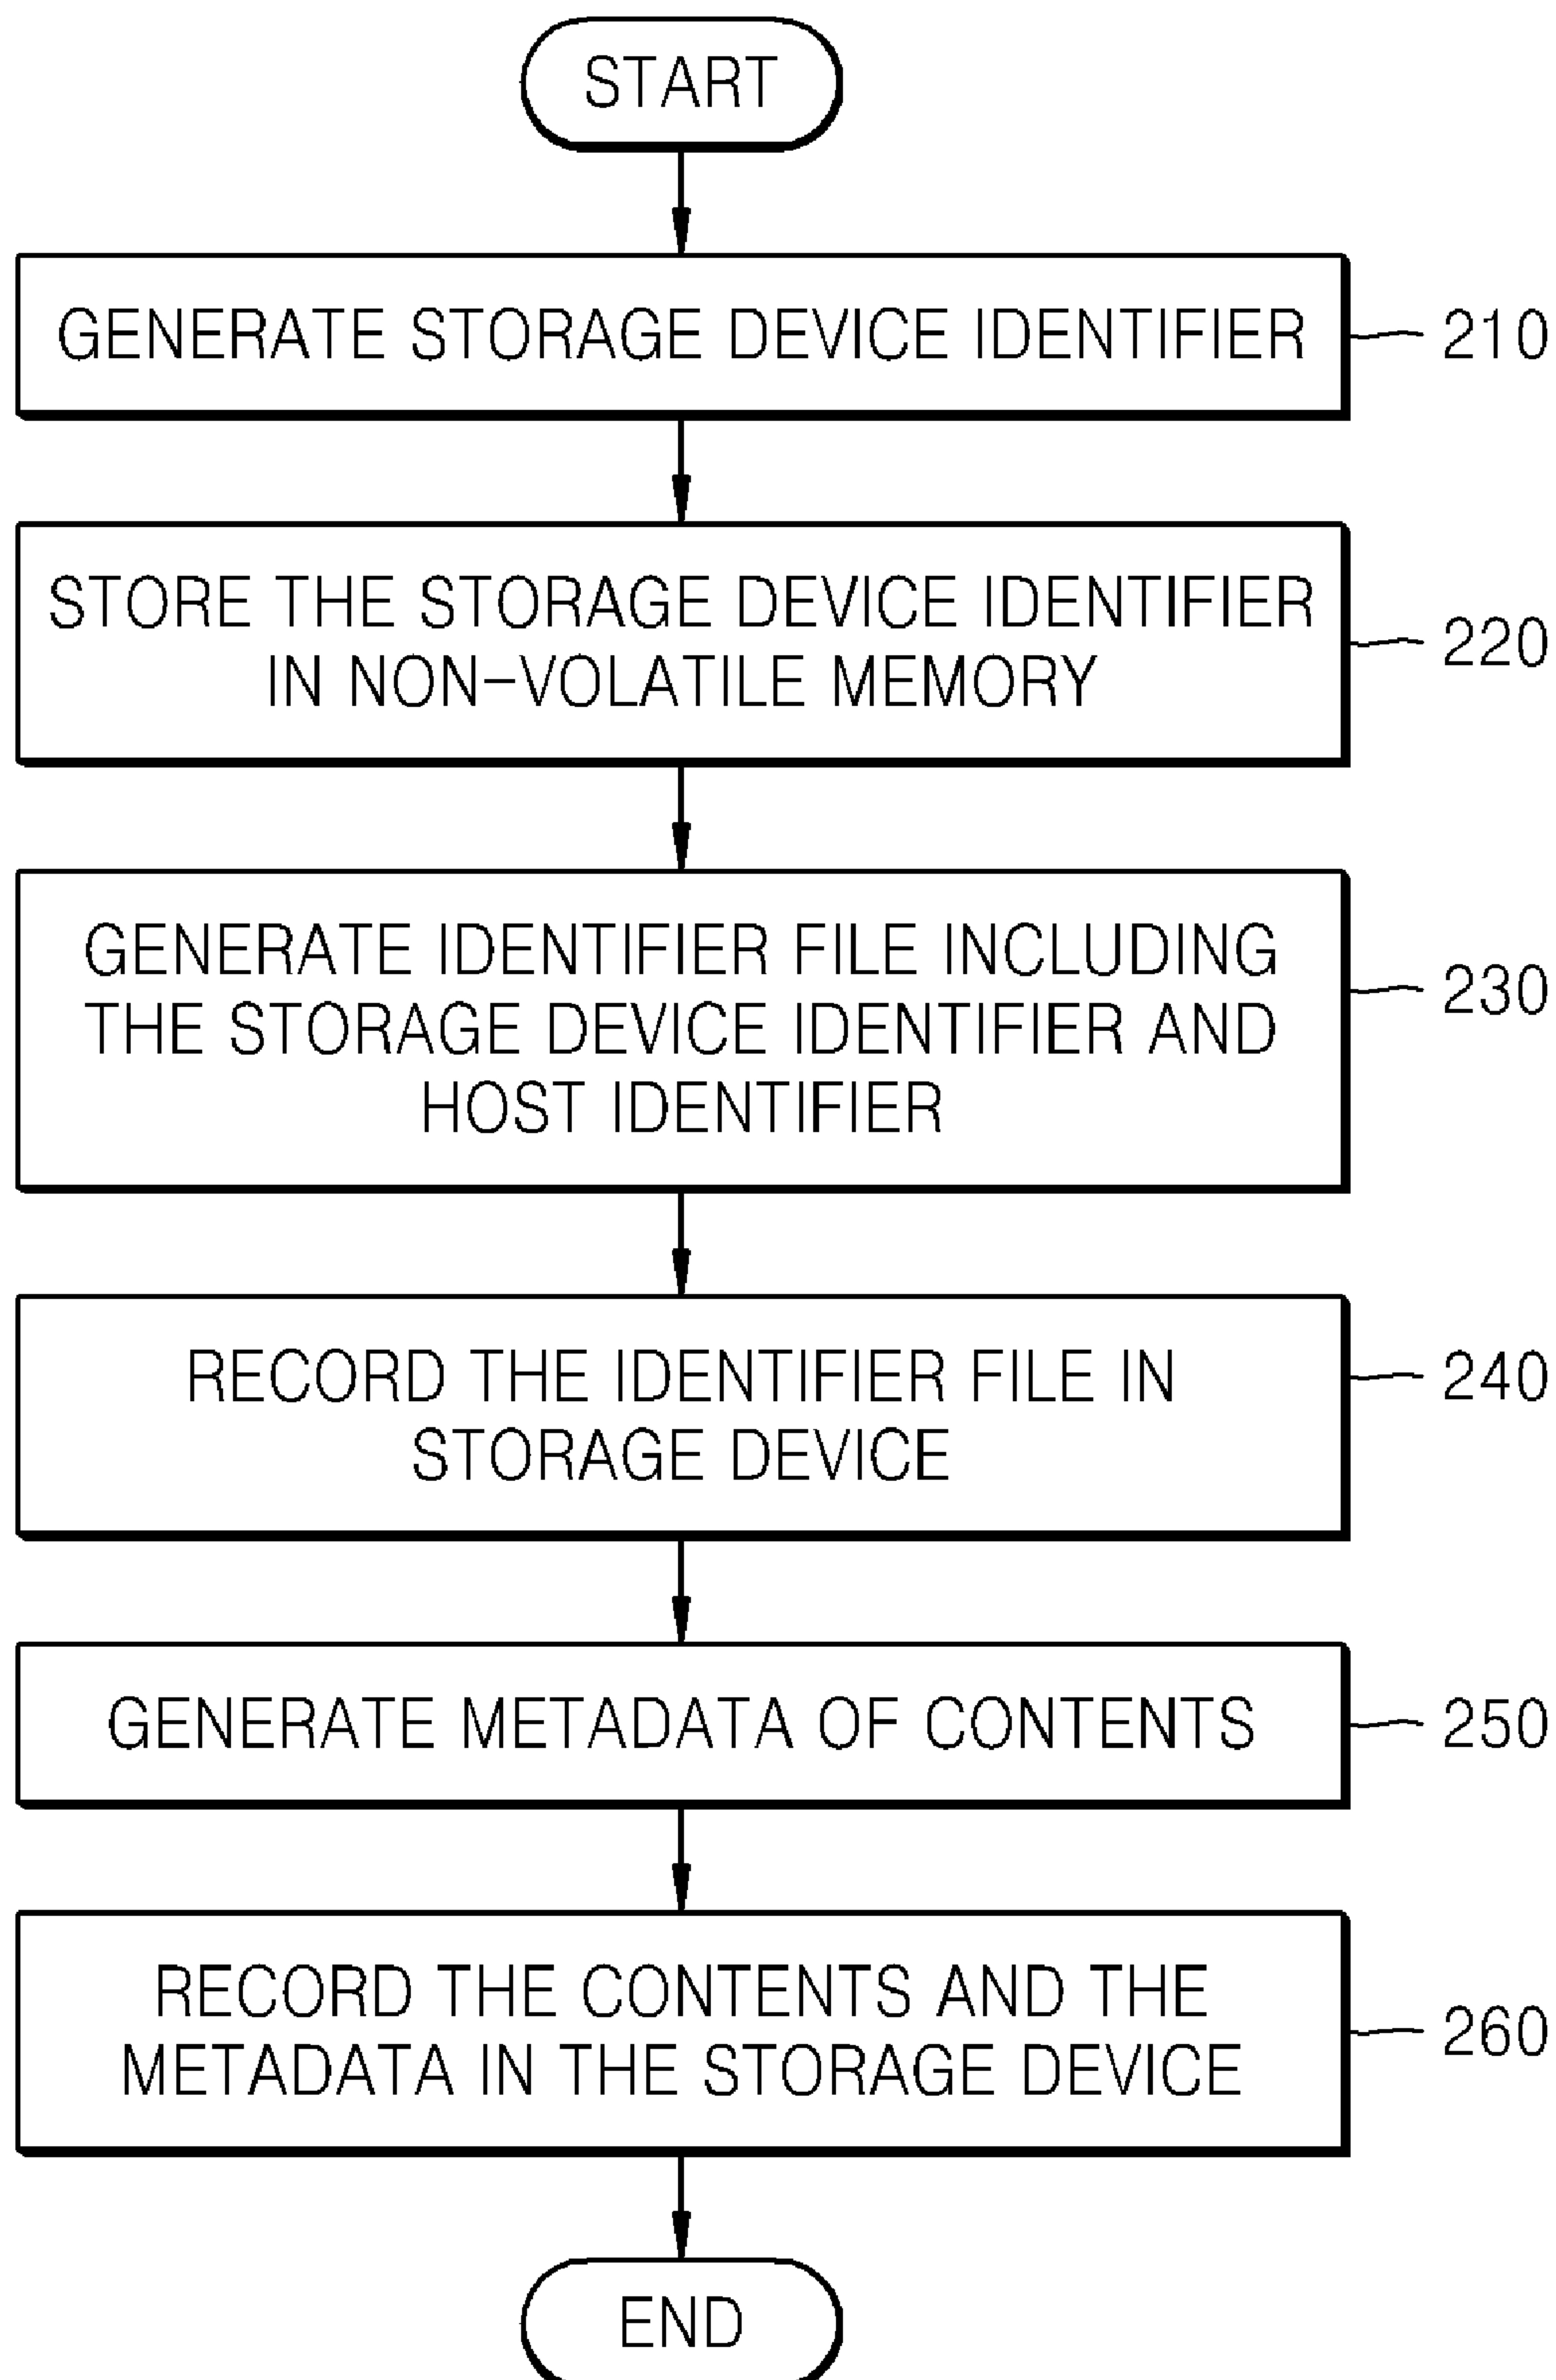 START
GENERATE STORAGE DEVICE IDENTIFIER
210
STORE THE STORAGE DEVICE IDENTIFIER
IN NON-VOLATILE MEMORY
220
GENERATE IDENTIFIER FILE INCLUDING
THE STORAGE DEVICE IDENTIFIER AND
HOST IDENTIFIER
230
RECORD THE IDENTIFIER FILE IN
STORAGE DEVICE
240
GENERATE METADATA OF CONTENTS
250
RECORD THE CONTENTS AND THE
METADATA IN THE STORAGE DEVICE
260
END